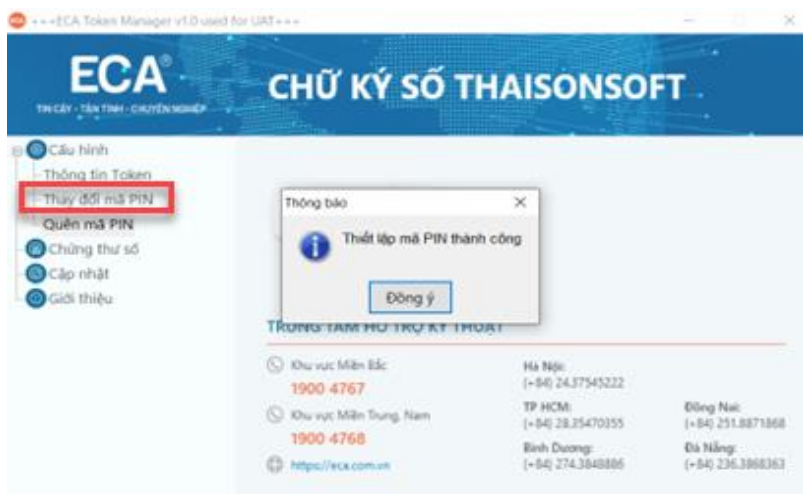 +++ECA Token Manager v1.0 used for UAT+++
ECA®
TIN CẬY - TẬN TÌNH - CHUYÊN NGHIỆP
CHỮ KÝ SỐ THAISONSOFT
Cấu hình
Thông tin Token
Thay đổi mã PIN
Quên mã PIN
Chứng thư số
Cập nhật
Giới thiệu
Thông báo
Thiết lập mã PIN thành công
Đồng ý
TRUNG TÂM HỖ TRỢ KỸ THUẬT
Khu vực Miền Bắc
1900 4767
Khu vực Miền Trung, Nam
1900 4768
https://eca.com.vn
Hà Nội:
(+84) 24.37545222
TP HCM:
(+84) 28.35470355
Bình Dương:
(+84) 274.3848886
Đồng Nai:
(+84) 251.8871868
Đà Nẵng:
(+84) 236.3868363